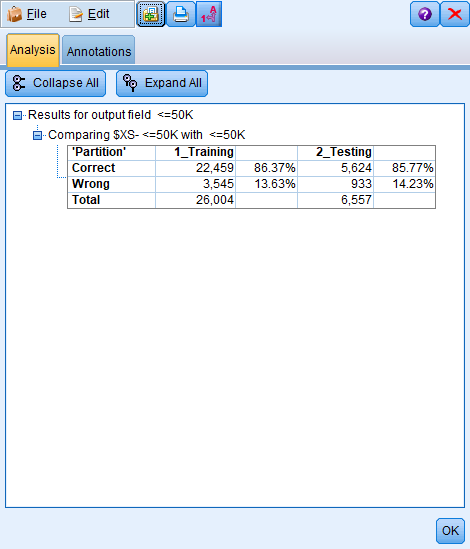 File Edit
Analysis Annotations
Collapse All Expand All
Results for output field <=50K
Comparing $XS- <=50K with <=50K
'Partition' 1_Training 2_Testing
Correct 22,459 86.37% 5,624 85.77%
Wrong 3,545 13.63% 933 14.23%
Total 26,004 6,557
OK